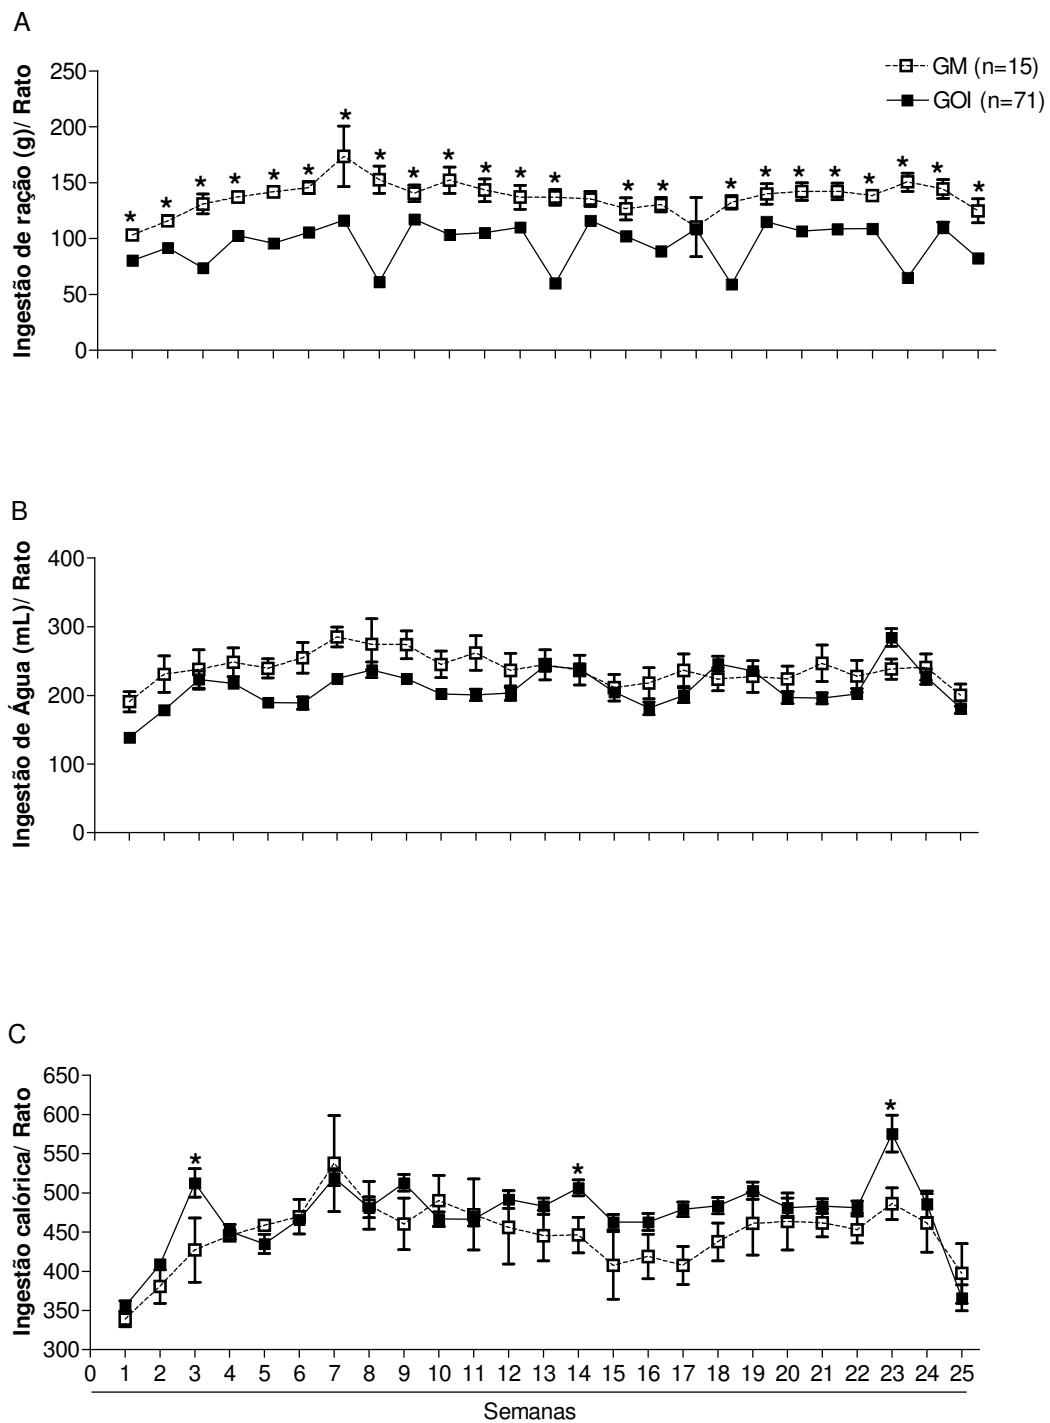 A
GM (n=15)
GOI (n=71)
Ingestão de ração (g)/ Rato
250
200
150
100
50
0
* * * * * * * * * * * * * * * * * * * * * * *
B
Ingestão de Água (mL)/ Rato
400
300
200
100
0
C
Ingestão calórica/ Rato
650
600
550
500
450
400
350
300
* * *
0 1 2 3 4 5 6 7 8 9 10 11 12 13 14 15 16 17 18 19 20 21 22 23 24 25
Semanas